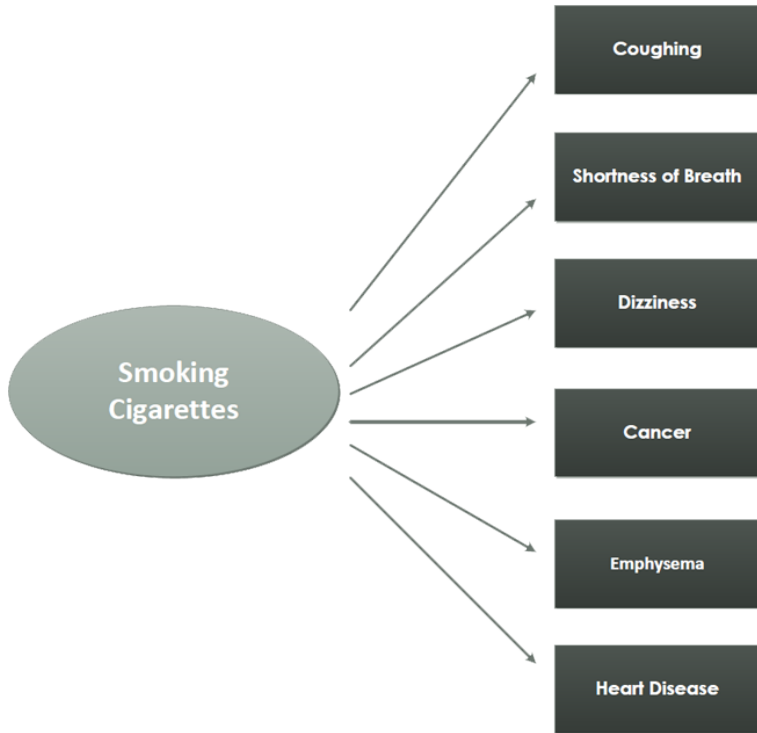 Coughing
Shortness of Breath
Dizziness
Smoking
Cigarettes
Cancer
Emphysema
Heart Disease